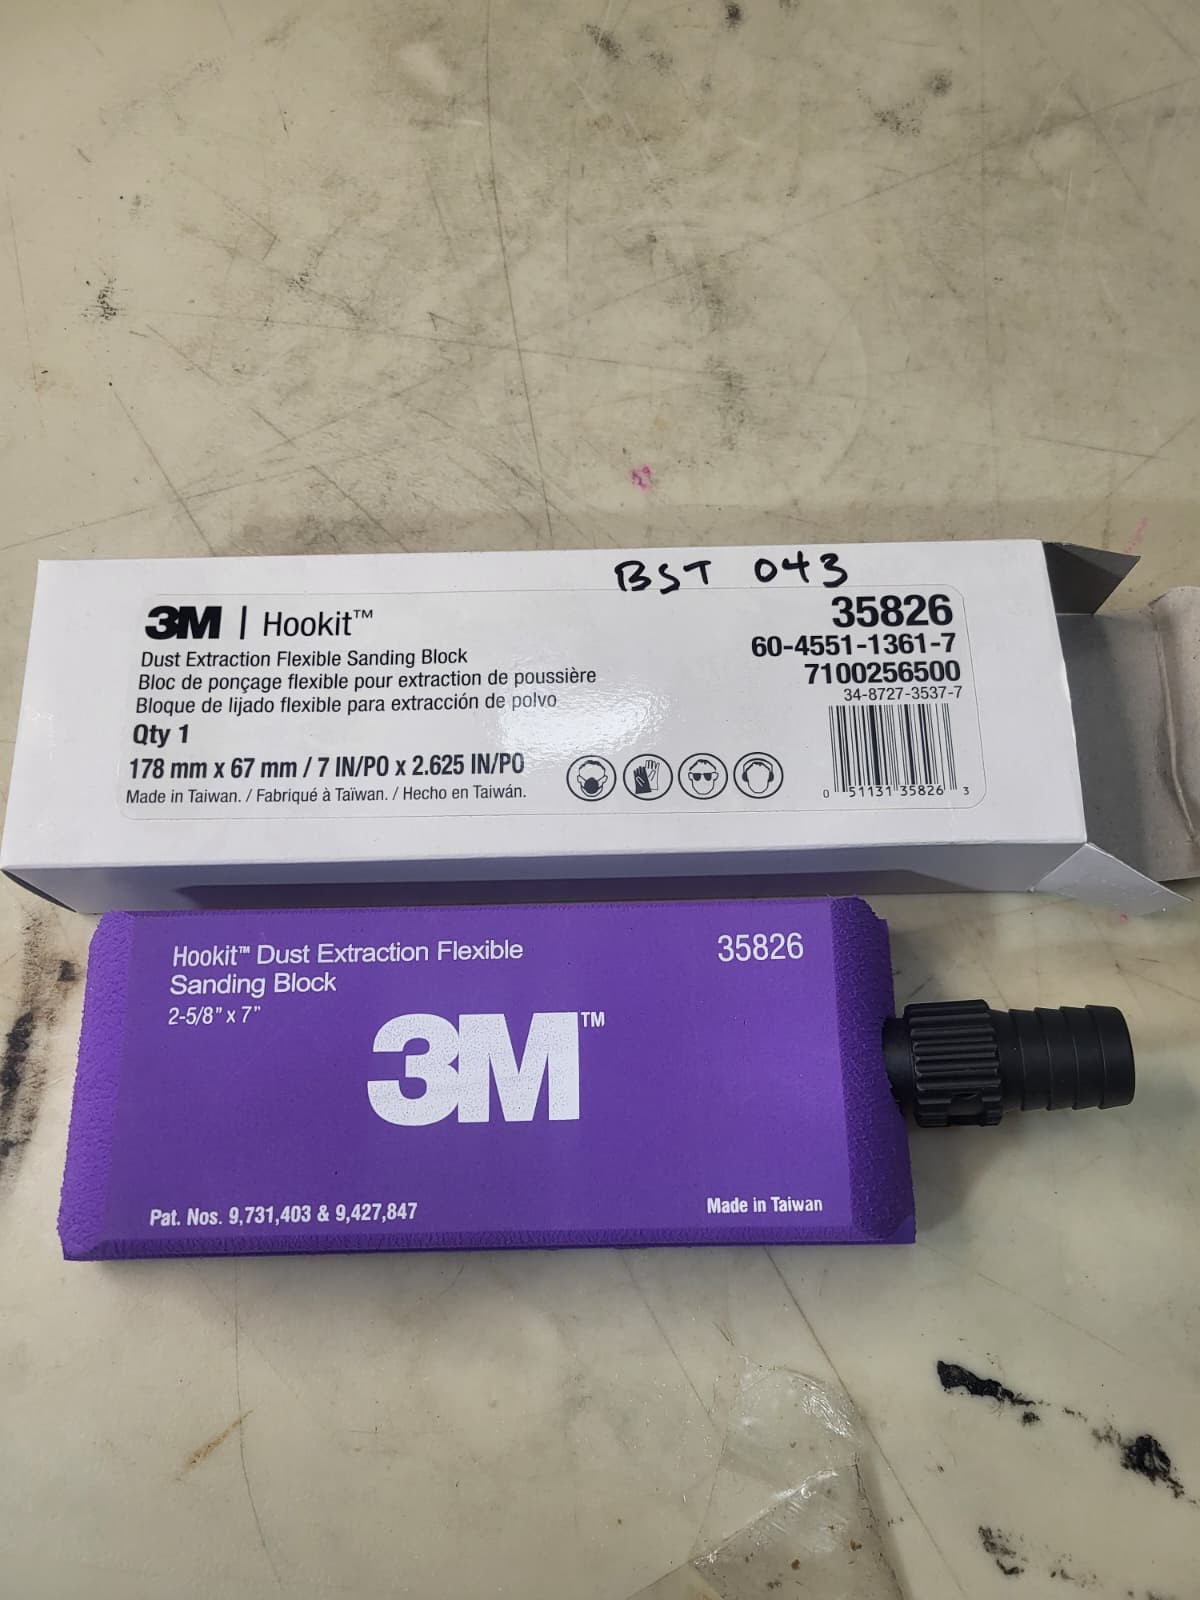 BST 043
3M | Hookit™
35826
60-4551-1361-7
7100256500
34-8727-3537-7
Dust Extraction Flexible Sanding Block
Bloc de ponçage flexible pour extraction de poussière
Bloque de lijado flexible para extracción de polvo
Qty 1
178 mm x 67 mm / 7 IN/PO x 2.625 IN/PO
Made in Taiwan. / Fabriqué à Taïwan. / Hecho en Taiwán.
0 51131 35826 3
Hookit™ Dust Extraction Flexible
Sanding Block
2-5/8" x 7"
35826
3M™
Pat. Nos. 9,731,403 & 9,427,847
Made in Taiwan